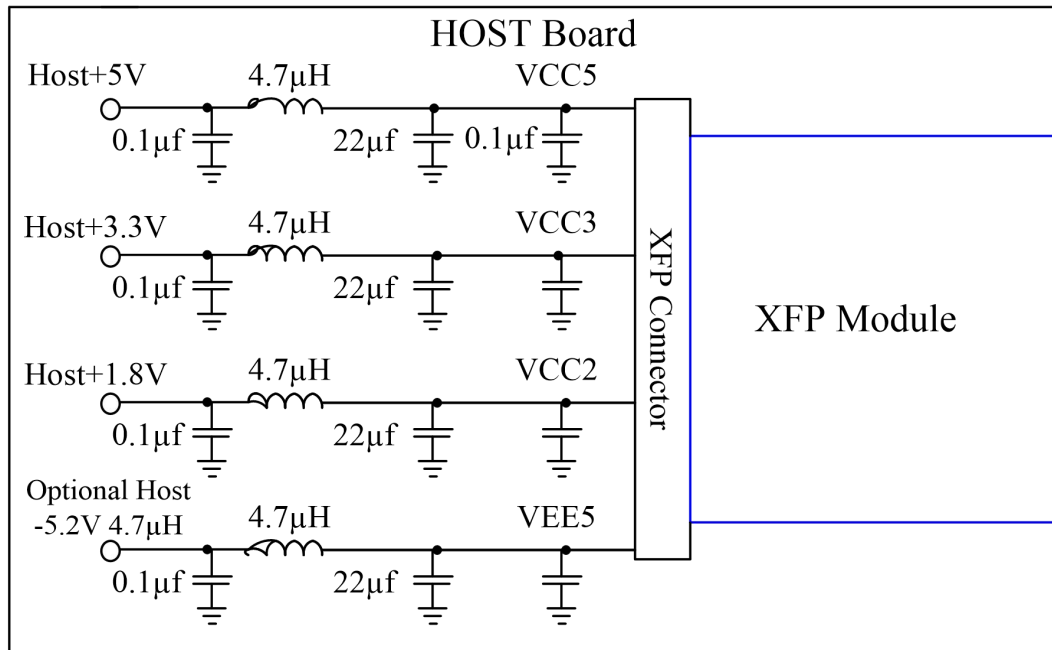 HOST Board
Host+5V
4.7µH
VCC5
0.1µf
22µf
0.1µf
Host+3.3V
4.7µH
VCC3
0.1µf
22µf
XFP Connector
XFP Module
Host+1.8V
4.7µH
VCC2
0.1µf
22µf
Optional Host
-5.2V 4.7µH
4.7µH
VEE5
0.1µf
22µf